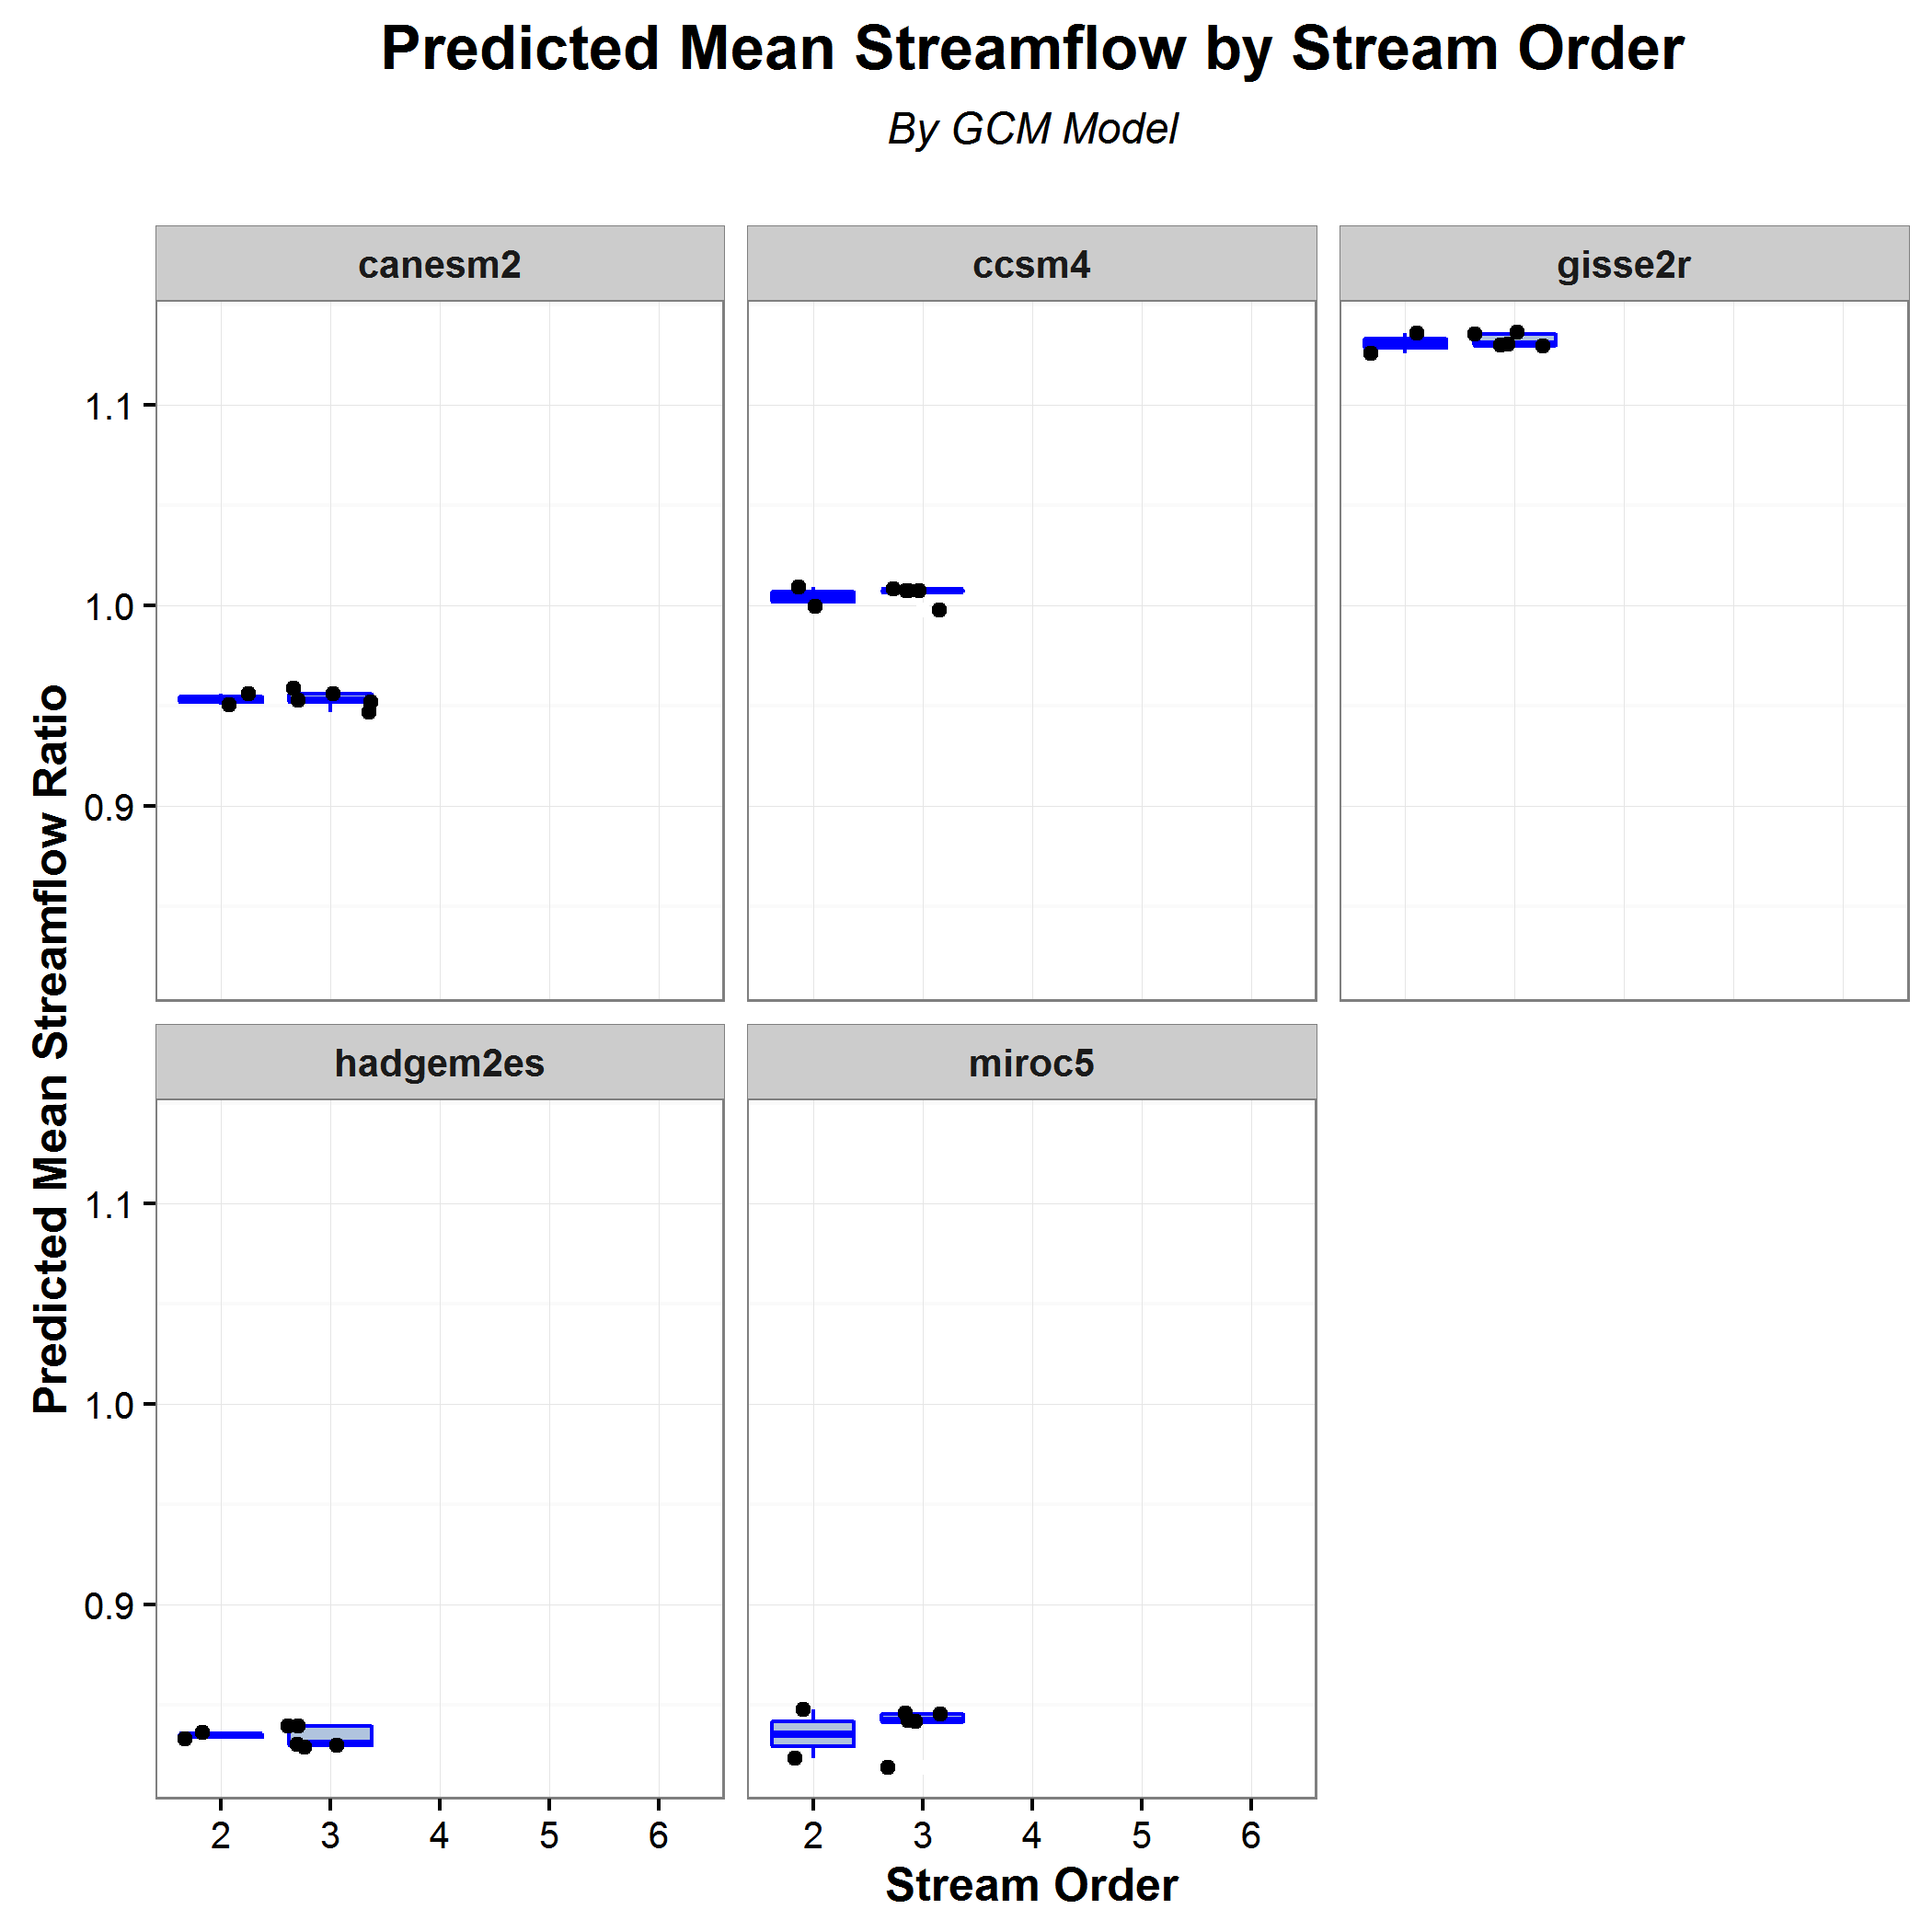 Predicted Mean Streamflow by Stream Order
By GCM Model
canesm2
ccsm4
gisse2r
1.1
1.0
0.9
Predicted Mean Streamflow Ratio
hadgem2es
miroc5
1.1
1.0
0.9
2 3 4 5 6
2 3 4 5 6
Stream Order